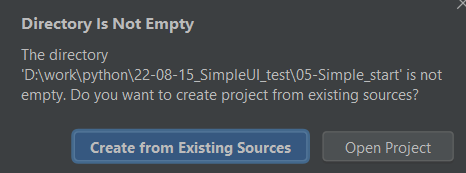 Directory Is Not Empty
The directory
'D:\work\python\22-08-15_SimpleUI_test\05-Simple_start' is not
empty. Do you want to create project from existing sources?
Create from Existing Sources
Open Project